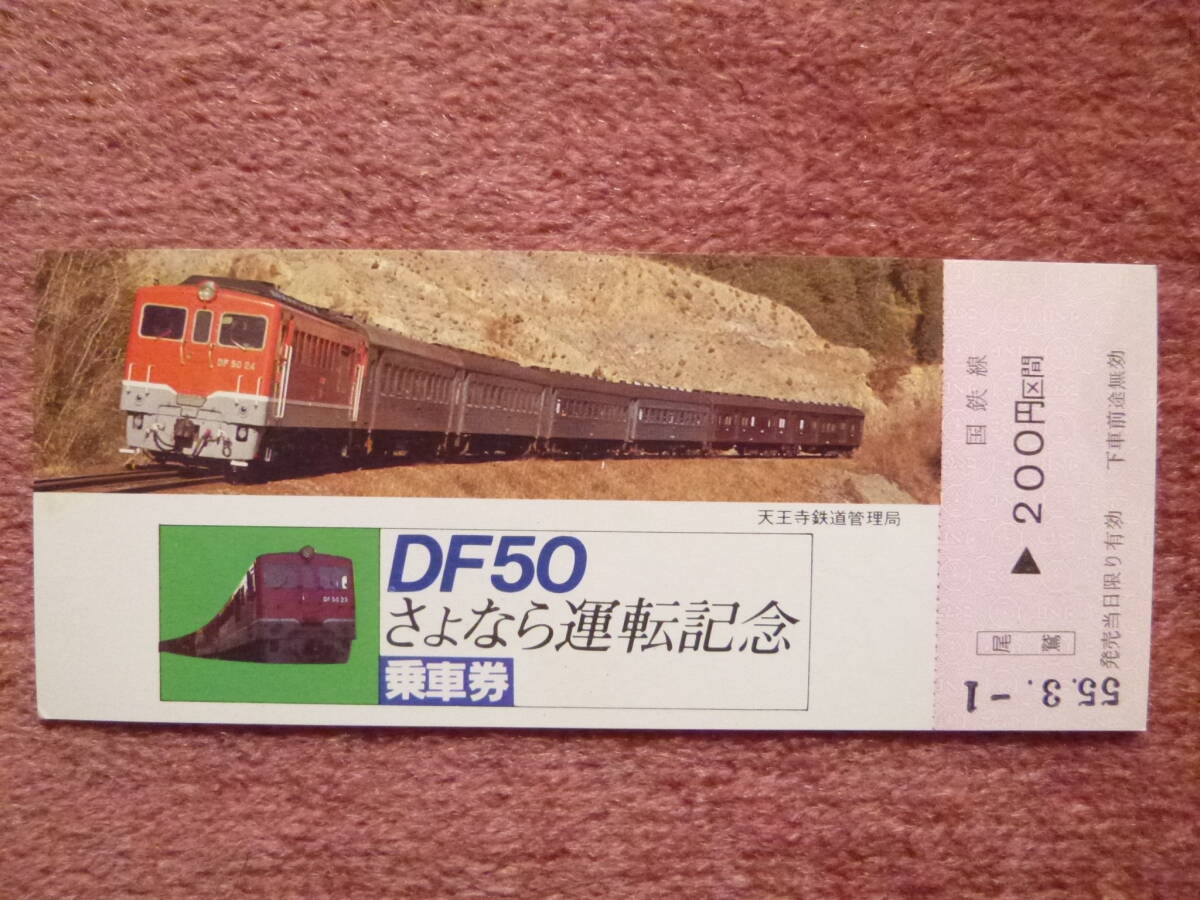 DF 50 24
天王寺鉄道管理局
DF50
さよなら運転記念
乗車券
国鉄線
尾鷲 ▶ 200円区間
発売当日限り有効 下車前途無効
55.3.-1